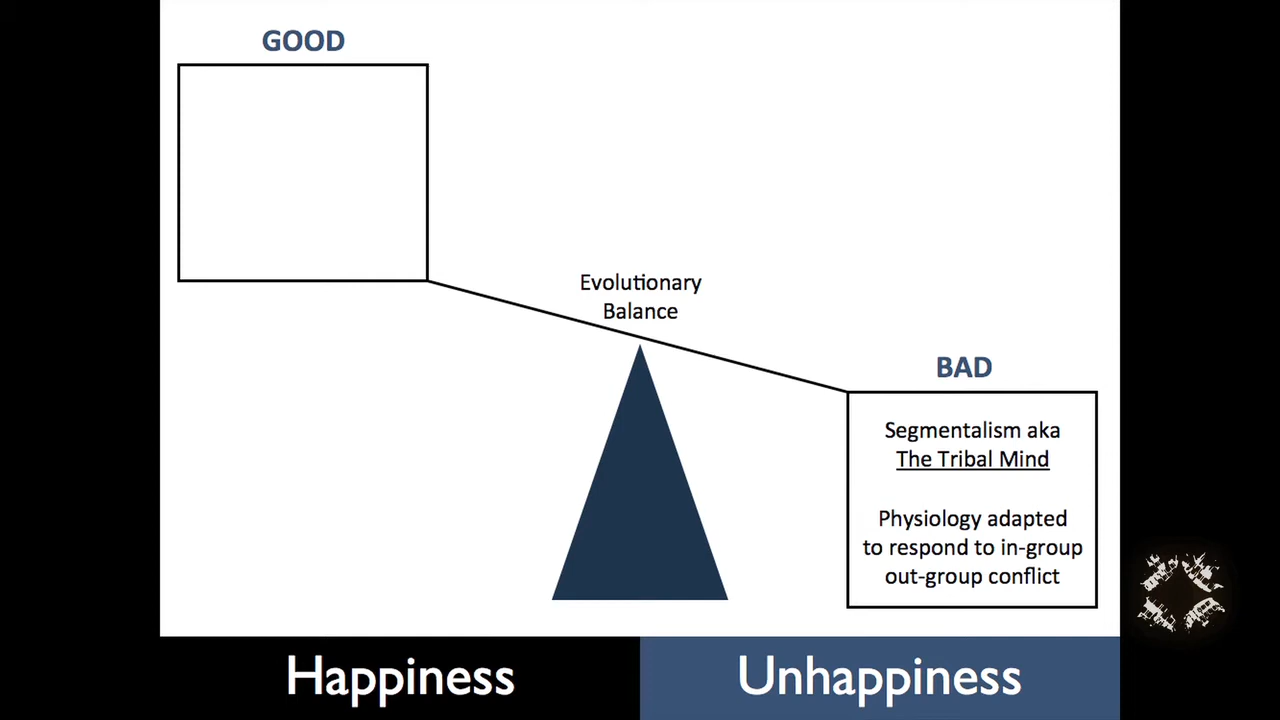 GOOD
Evolutionary
Balance
BAD
Segmentalism aka
The Tribal Mind
Physiology adapted
to respond to in-group
out-group conflict
Happiness
Unhappiness